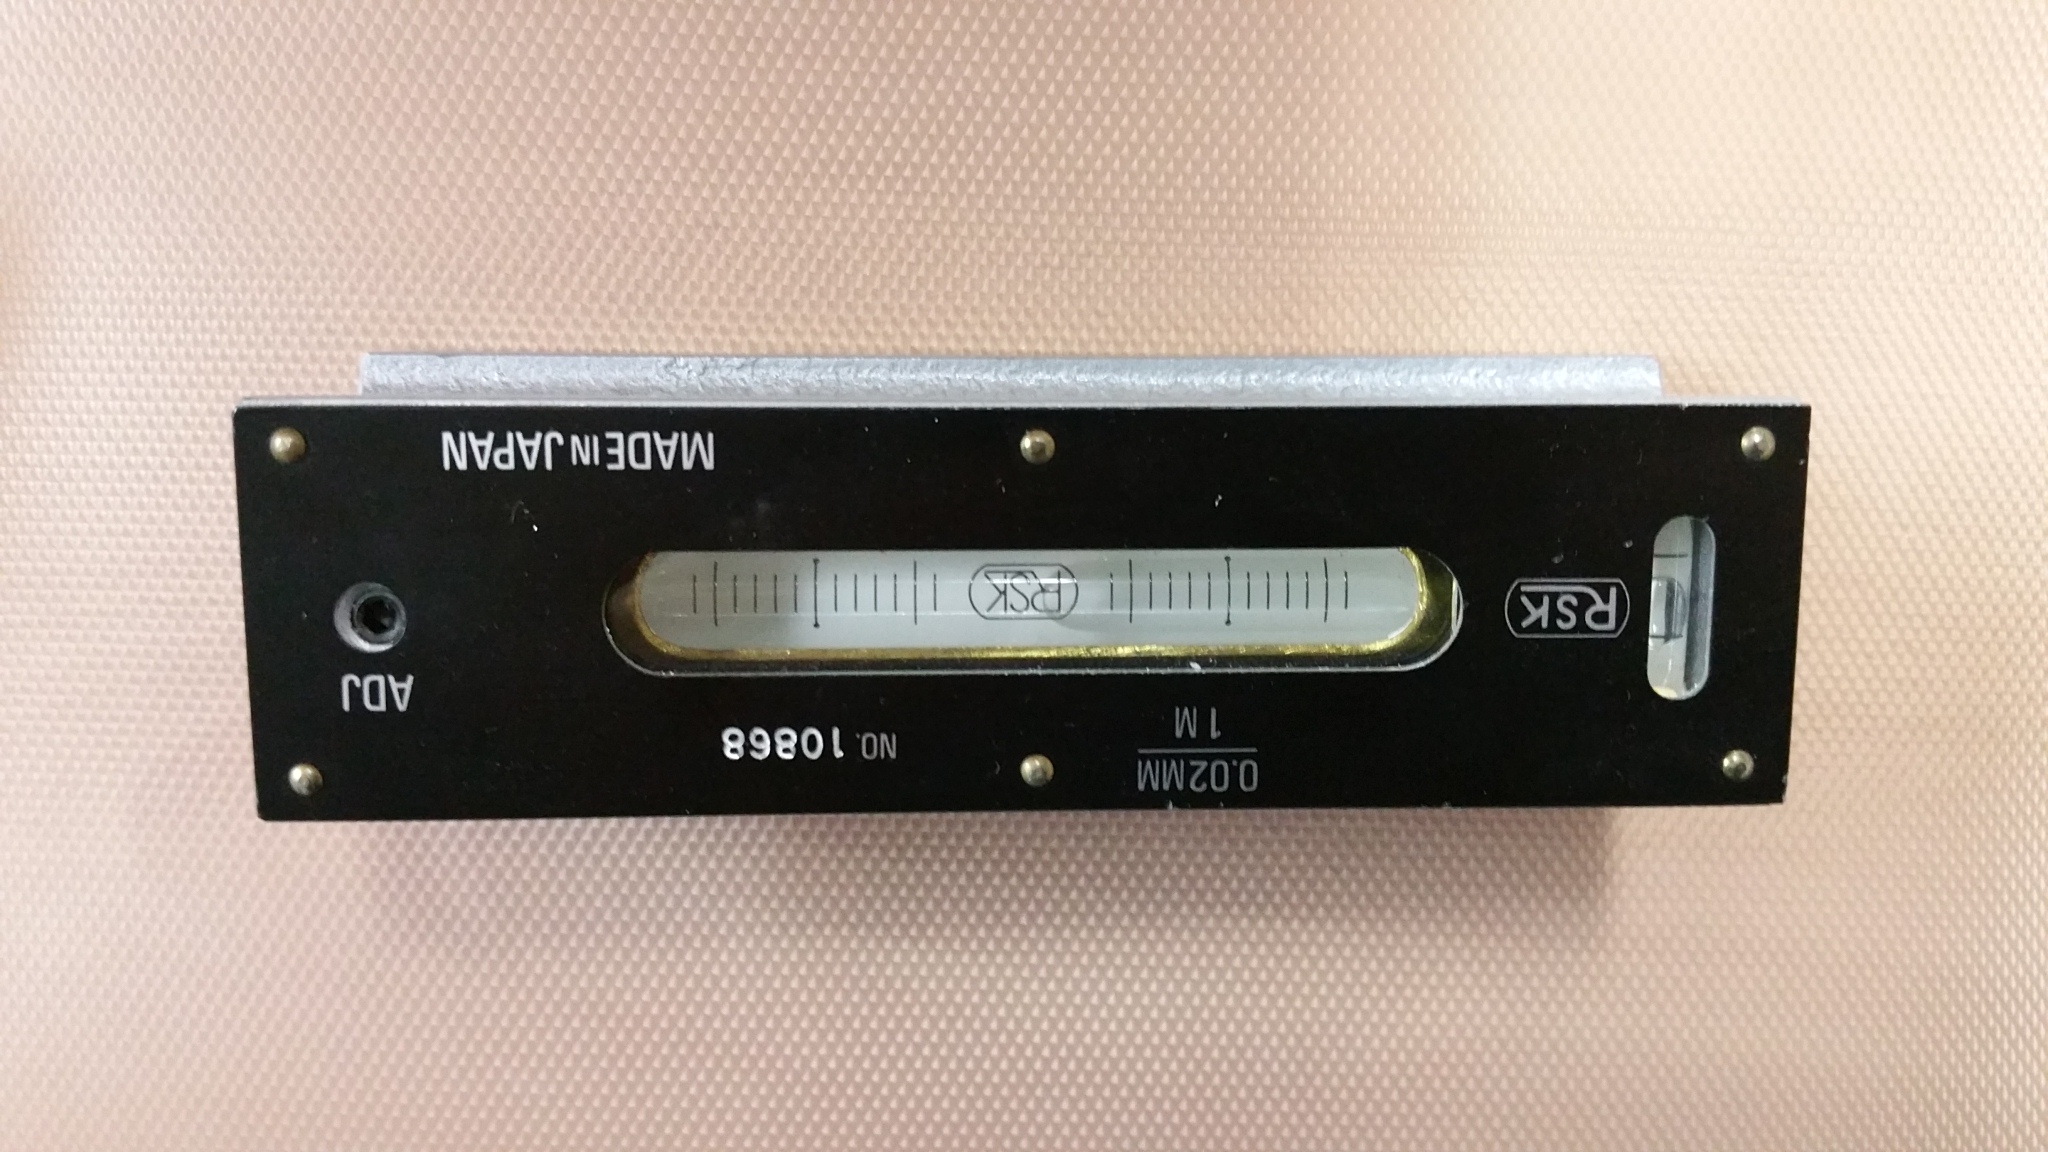 0.02MM
1 M
NO. 10868
ADJ
RSK
RSK
MADE IN JAPAN